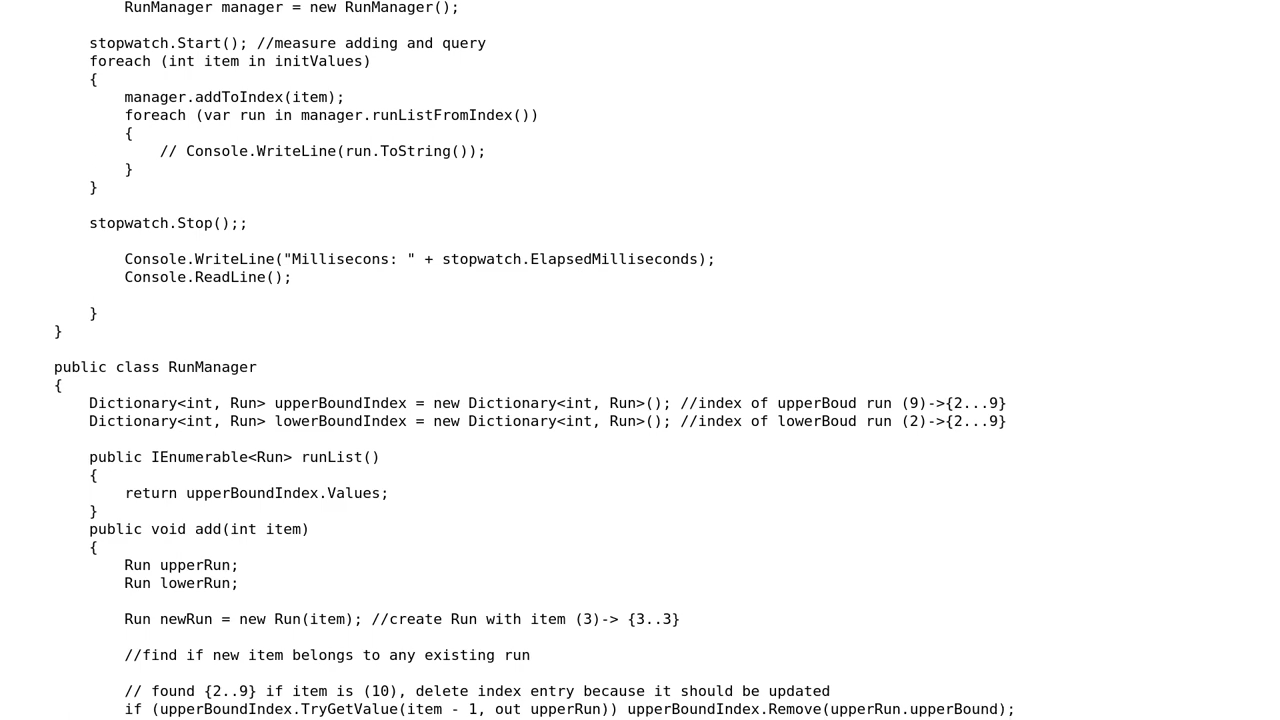 RunManager manager = new RunManager();
stopwatch.Start(); //measure adding and query
foreach (int item in initValues)
{
manager.addToIndex(item);
foreach (var run in manager.runListFromIndex())
{
// Console.WriteLine(run.ToString());
}
}
stopwatch.Stop();;
Console.WriteLine("Millisecons: " + stopwatch.ElapsedMilliseconds);
Console.ReadLine();
}
}
public class RunManager
{
Dictionary<int, Run> upperBoundIndex = new Dictionary<int, Run>(); //index of upperBoud run (9)->{2...9}
Dictionary<int, Run> lowerBoundIndex = new Dictionary<int, Run>(); //index of lowerBoud run (2)->{2...9}
public IEnumerable<Run> runList()
{
return upperBoundIndex.Values;
}
public void add(int item)
{
Run upperRun;
Run lowerRun;
Run newRun = new Run(item); //create Run with item (3)-> {3..3}
//find if new item belongs to any existing run
// found {2..9} if item is (10), delete index entry because it should be updated
if (upperBoundIndex.TryGetValue(item - 1, out upperRun)) upperBoundIndex.Remove(upperRun.upperBound);